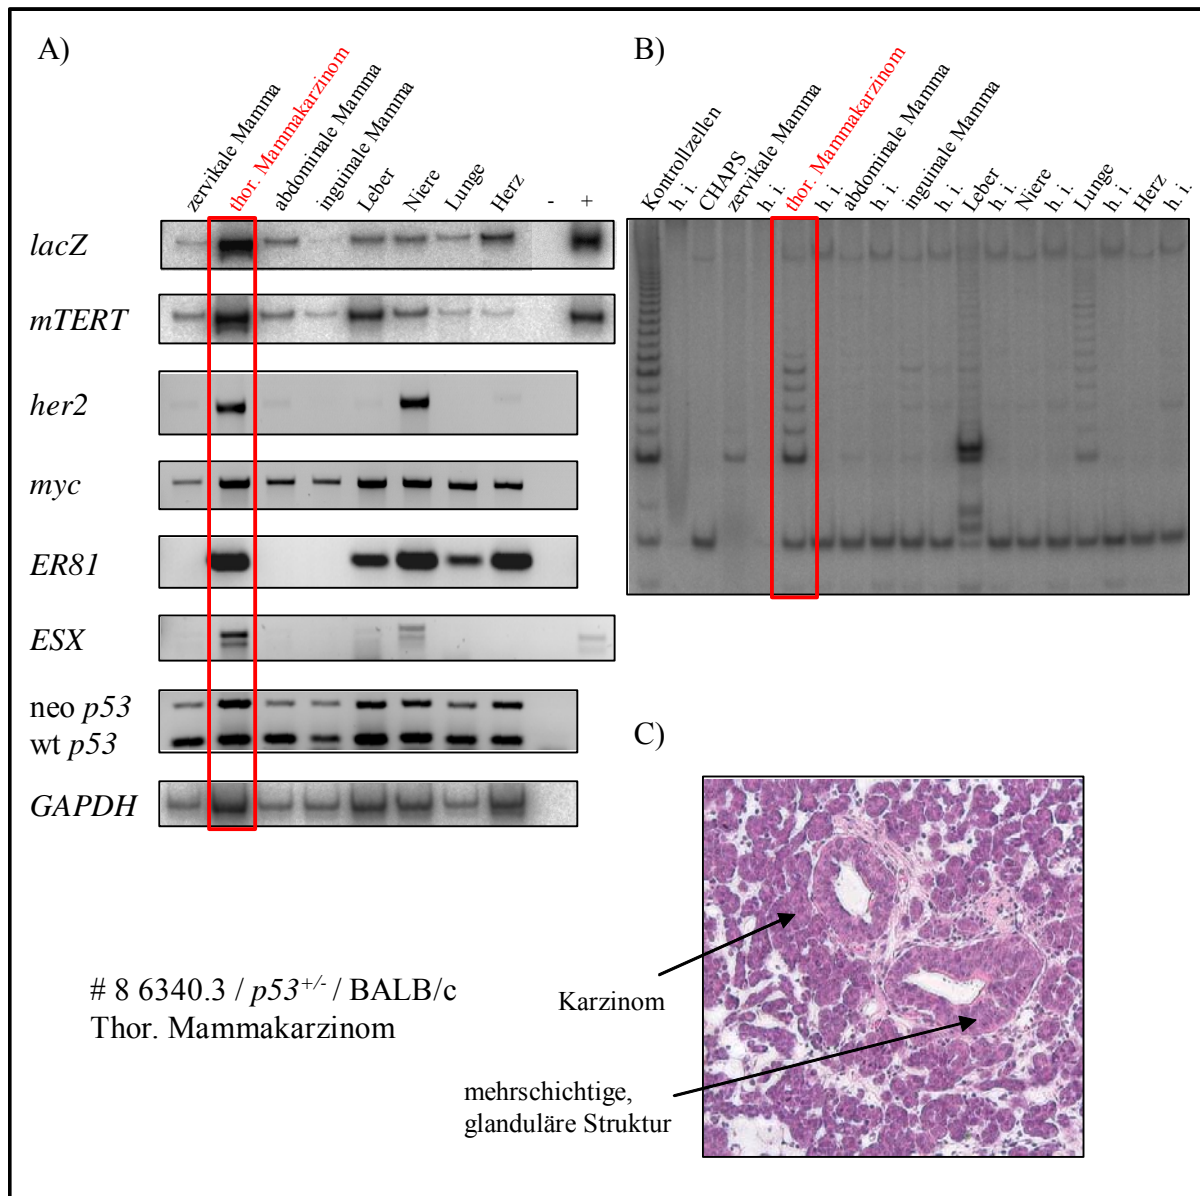 A)
zervikale Mamma
thor. Mammakarzinom
abdominale Mamma
inguinale Mamma
Leber
Niere
Lunge
Herz
-
+
lacZ
mTERT
her2
myc
ER81
ESX
neo p53
wt p53
GAPDH
# 8 6340.3 / p53+/- / BALB/c
Thor. Mammakarzinom
B)
Kontrollzellen
h. i.
CHAPS
zervikale Mamma
h. i.
thor. Mammakarzinom
h. i.
abdominale Mamma
h. i.
inguinale Mamma
h. i.
Leber
h. i.
Niere
h. i.
Lunge
h. i.
Herz
h. i.
C)
Karzinom
mehrschichtige,
glanduläre Struktur